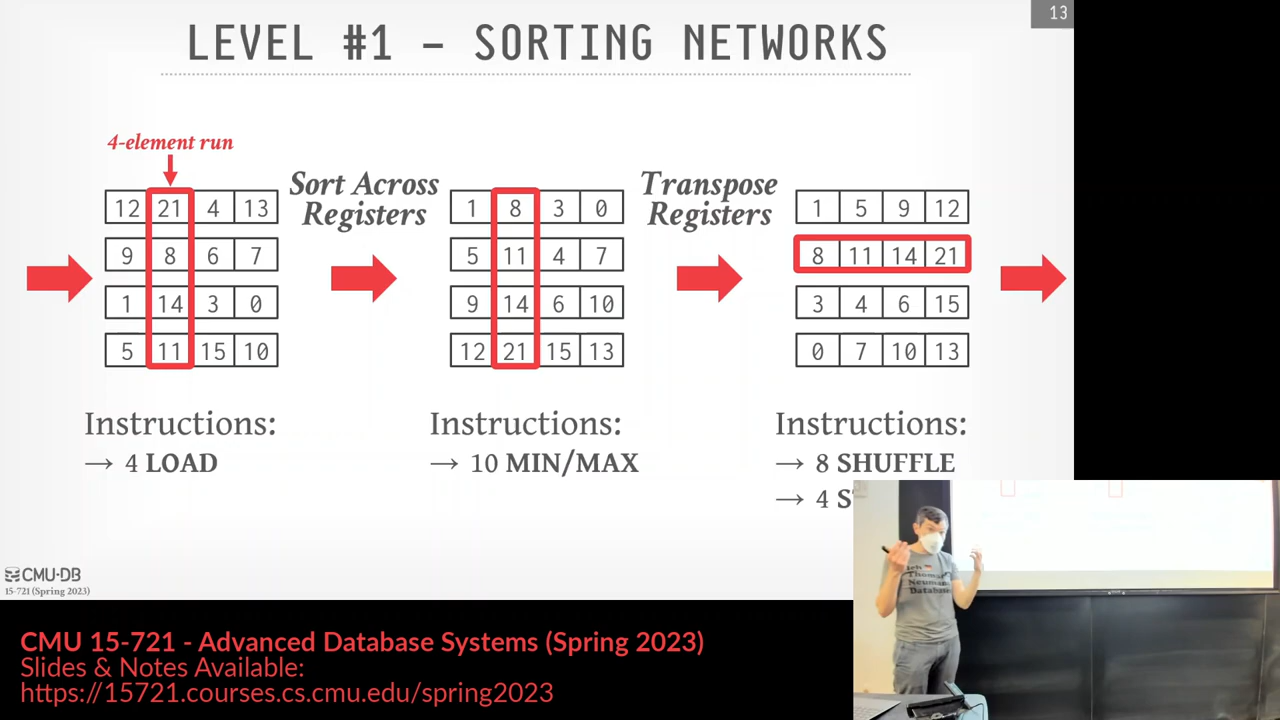 13
LEVEL #1 – SORTING NETWORKS
4-element run
12 21 4 13
9 8 6 7
1 14 3 0
5 11 15 10
Sort Across
Registers
1 8 3 0
5 11 4 7
9 14 6 10
12 21 15 13
Transpose
Registers
1 5 9 12
8 11 14 21
3 4 6 15
0 7 10 13
Instructions:
→ 4 LOAD
Instructions:
→ 10 MIN/MAX
Instructions:
→ 8 SHUFFLE
→ 4
CMU·DB
15-721 (Spring 2023)
Ich
Thomas
Neumann
Database
CMU 15-721 - Advanced Database Systems (Spring 2023)
Slides & Notes Available:
https://15721.courses.cs.cmu.edu/spring2023